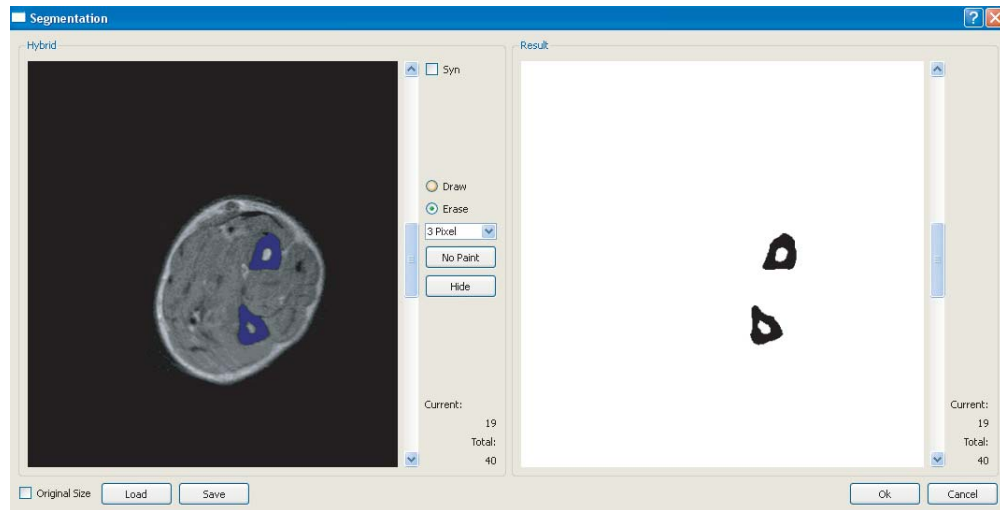 Segmentation
Hybrid
Syn
Draw
Erase
3 Pixel
No Paint
Hide
Current:
19
Total:
40
Result
Current:
19
Total:
40
Original Size
Load
Save
Ok
Cancel